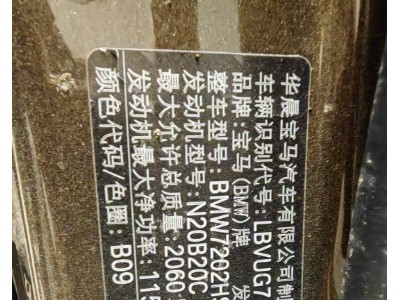 华晨宝马汽车有限公司制
车辆识别代号:LBVUG7
品牌:宝马(BMW)牌 发
整车型号:BMW7202HS
发动机型号:N20B20C
最大允许总质量:2060
发动机最大净功率:115
颜色代码/色圈:B09